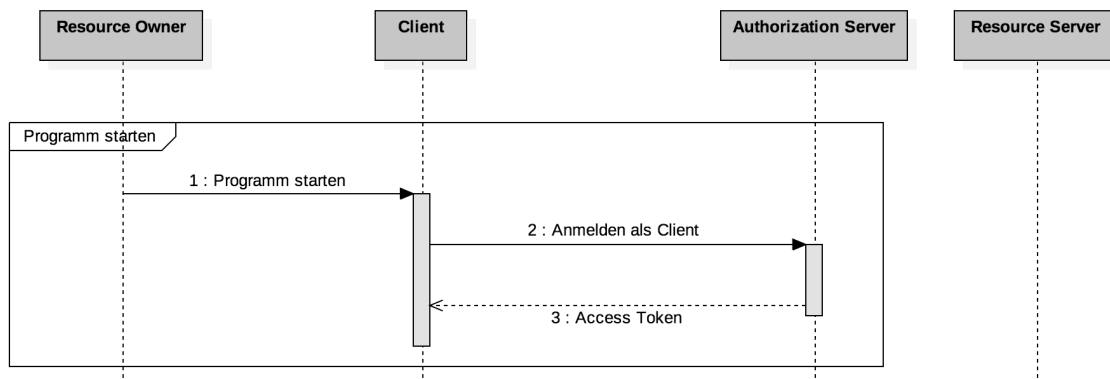 Resource Owner
Client
Authorization Server
Resource Server
Programm starten
1 : Programm starten
2 : Anmelden als Client
3 : Access Token